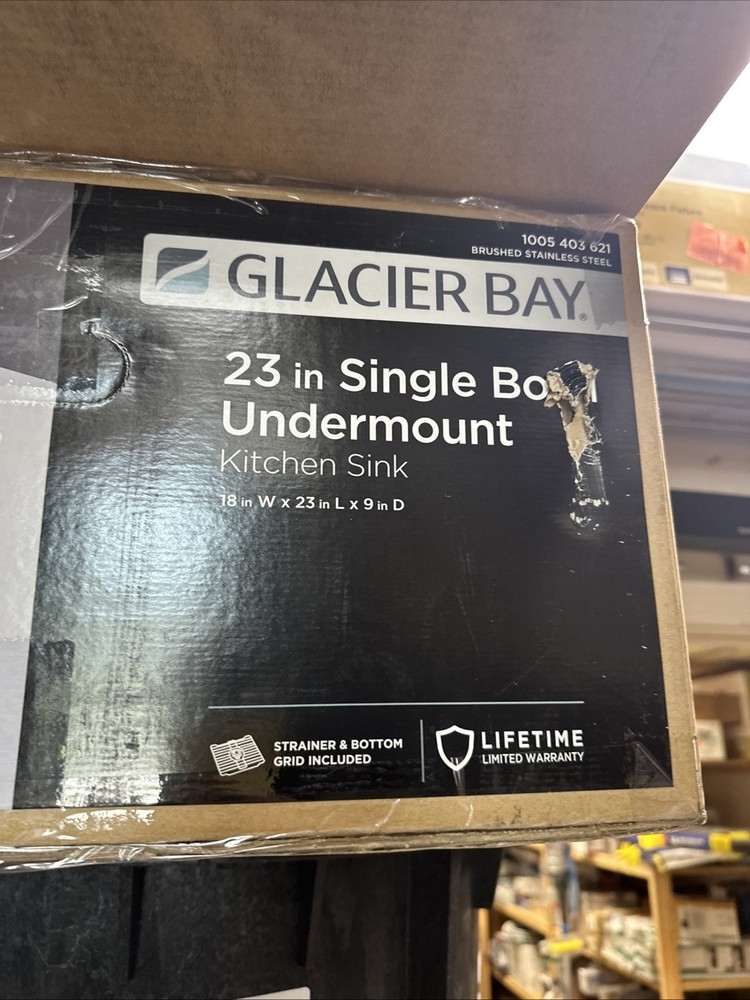 1005 403 621
BRUSHED STAINLESS STEEL
GLACIER BAY®
23 in Single
Undermount
Kitchen Sink
18 in W x 23 in L x 9 in D
STRAINER & BOTTOM
GRID INCLUDED
LIFETIME
LIMITED WARRANTY